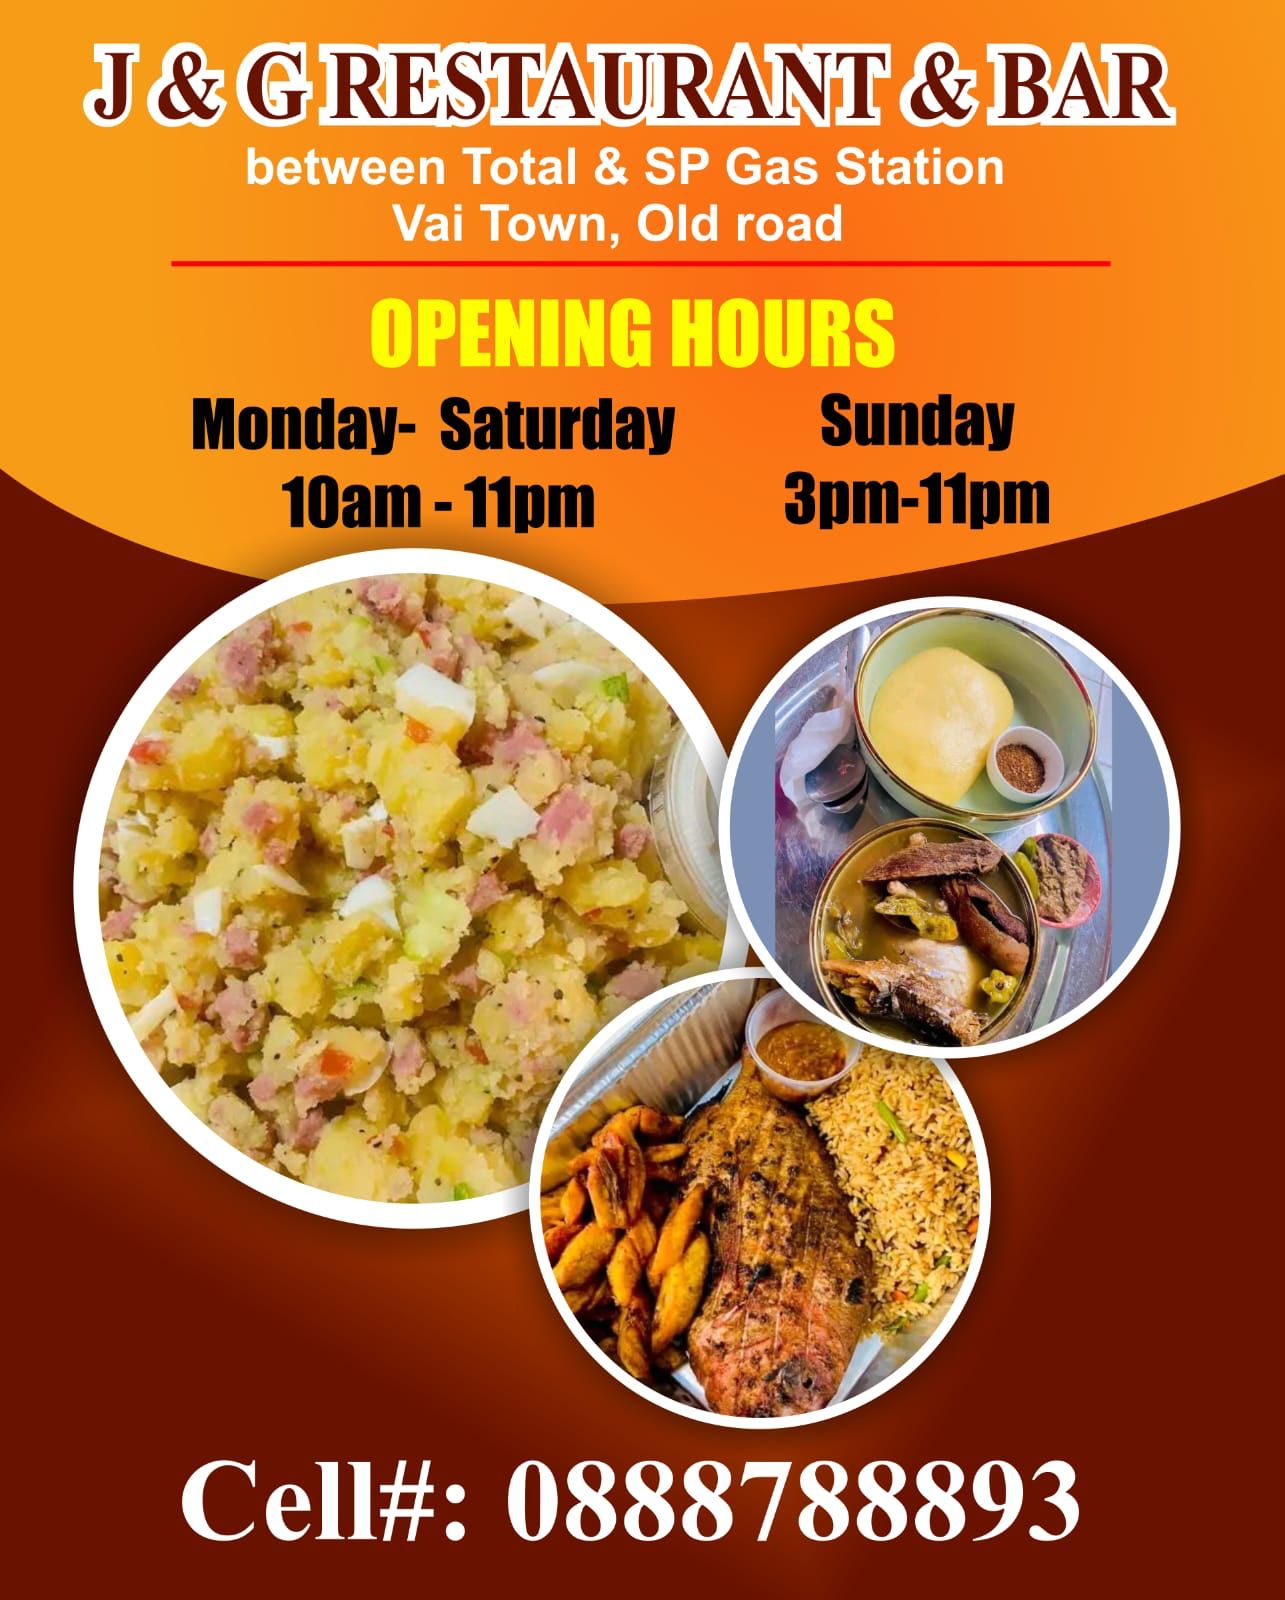 J & G RESTAURANT & BAR
between Total & SP Gas Station
Vai Town, Old road
OPENING HOURS
Monday- Saturday
10am - 11pm
Sunday
3pm-11pm
Cell#: 0888788893